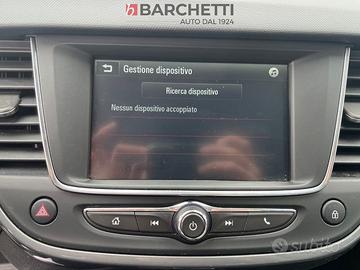 BARCHETTI
AUTO DAL 1924
Gestione dispositivo
Ricerca dispositivo
Nessun dispositivo accoppiato
subito